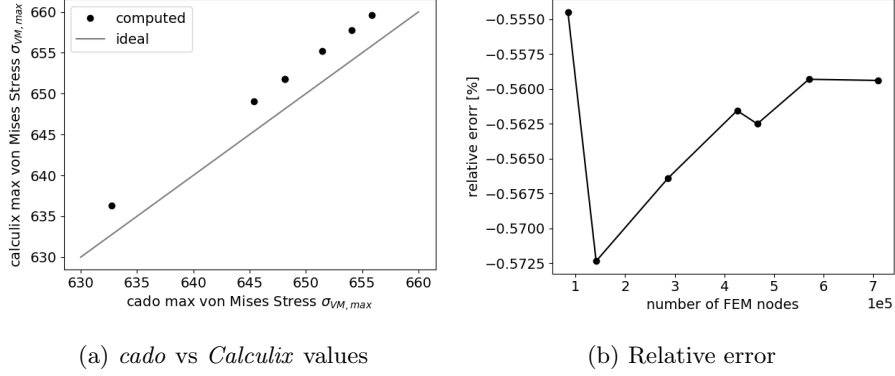 660
655
650
645
640
635
630
calculix max von Mises Stress σVM, max
computed
ideal
630 635 640 645 650 655 660
cado max von Mises Stress σVM, max
(a) cado vs Calculix values
−0.5550
−0.5575
−0.5600
−0.5625
−0.5650
−0.5675
−0.5700
−0.5725
relative erorr [%]
1 2 3 4 5 6 7
1e5
number of FEM nodes
(b) Relative error